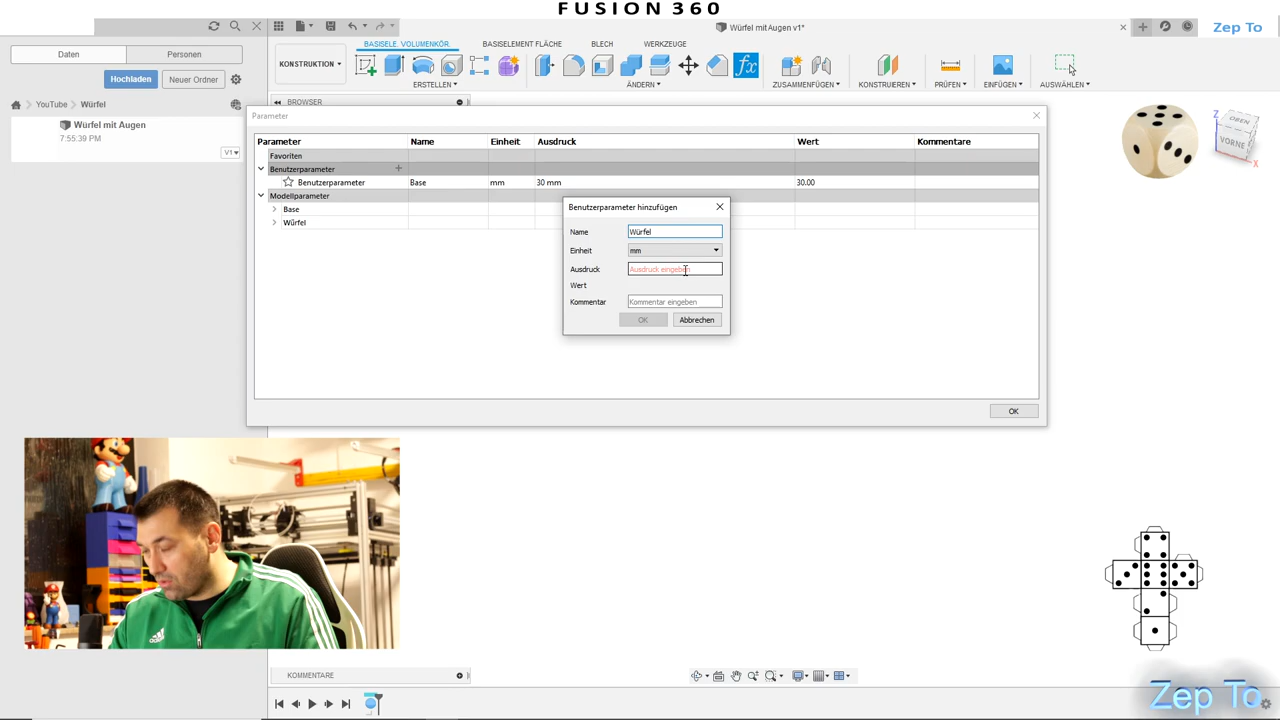 FUSION 360
Würfel mit Augen v1*
Zep To
Daten
Personen
Hochladen
Neuer Ordner
YouTube
Würfel
Würfel mit Augen
7:55:39 PM
V1▾
KONSTRUKTION ▾
BASISELE. VOLUMENKÖR.
BASISELEMENT FLÄCHE
BLECH
WERKZEUGE
fx
ERSTELLEN ▾
ÄNDERN ▾
ZUSAMMENFÜGEN ▾
KONSTRUIEREN ▾
PRÜFEN ▾
EINFÜGEN ▾
AUSWÄHLEN ▾
BROWSER
Z
OBEN
VORNE
X
Parameter
Parameter
Name
Einheit
Ausdruck
Wert
Kommentare
Favoriten
Benutzerparameter
Benutzerparameter
Base
mm
30 mm
30.00
Modellparameter
Base
Würfel
Benutzerparameter hinzufügen
Name
Würfel
Einheit
mm
Ausdruck
Ausdruck eingeben
Wert
Kommentar
Kommentar eingeben
OK
Abbrechen
OK
adidas
KOMMENTARE
Zep To